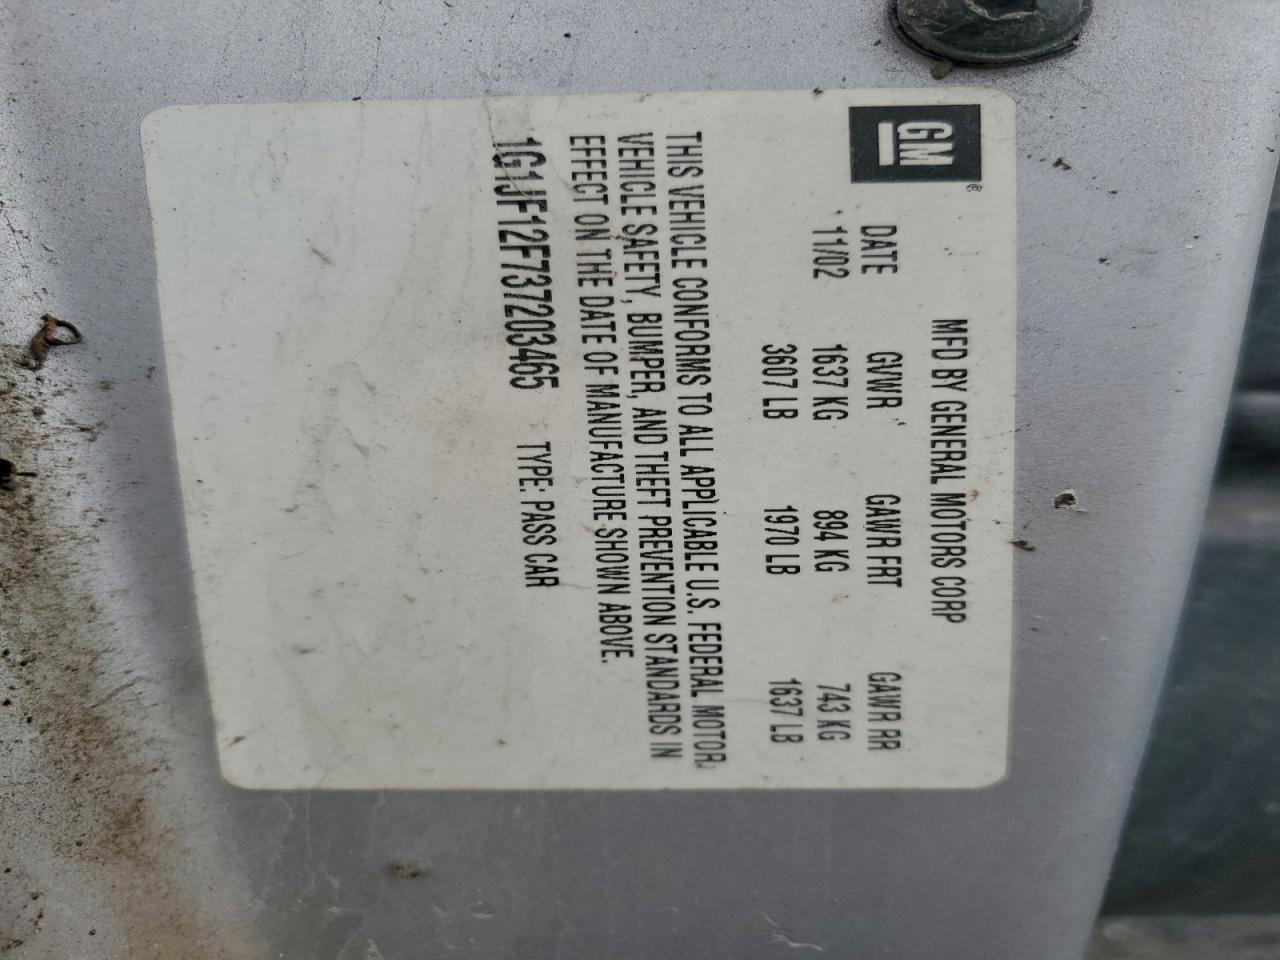 GM®
MFD BY GENERAL MOTORS CORP
DATE GVWR GAWR FRT GAWR RR
11/02 1637 KG 894 KG 743 KG
3607 LB 1970 LB 1637 LB
THIS VEHICLE CONFORMS TO ALL APPLICABLE U.S. FEDERAL MOTOR
VEHICLE SAFETY, BUMPER, AND THEFT PREVENTION STANDARDS IN
EFFECT ON THE DATE OF MANUFACTURE SHOWN ABOVE.
1G1JF12F737203465 TYPE: PASS CAR